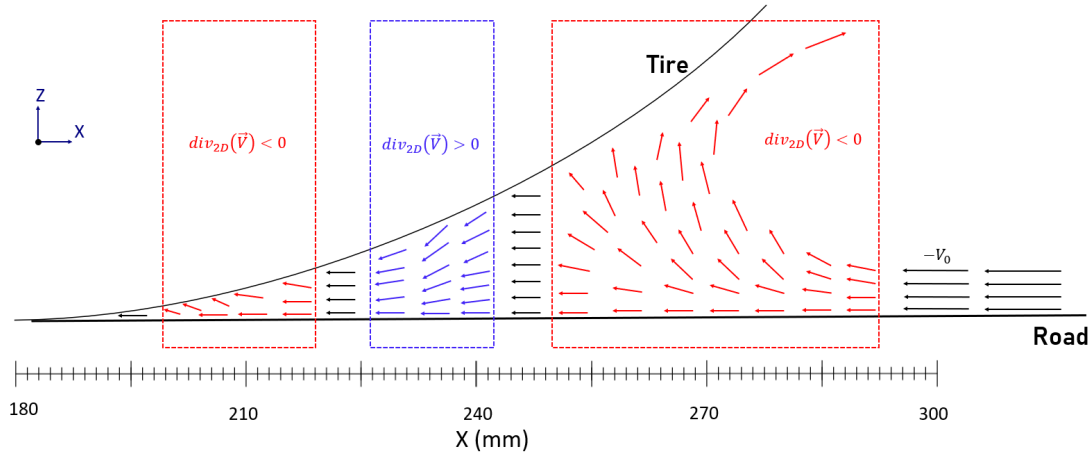 Tire
Z
X
div₂D(V⃗) < 0
div₂D(V⃗) > 0
div₂D(V⃗) < 0
−V₀
Road
180 210 240 270 300
X (mm)